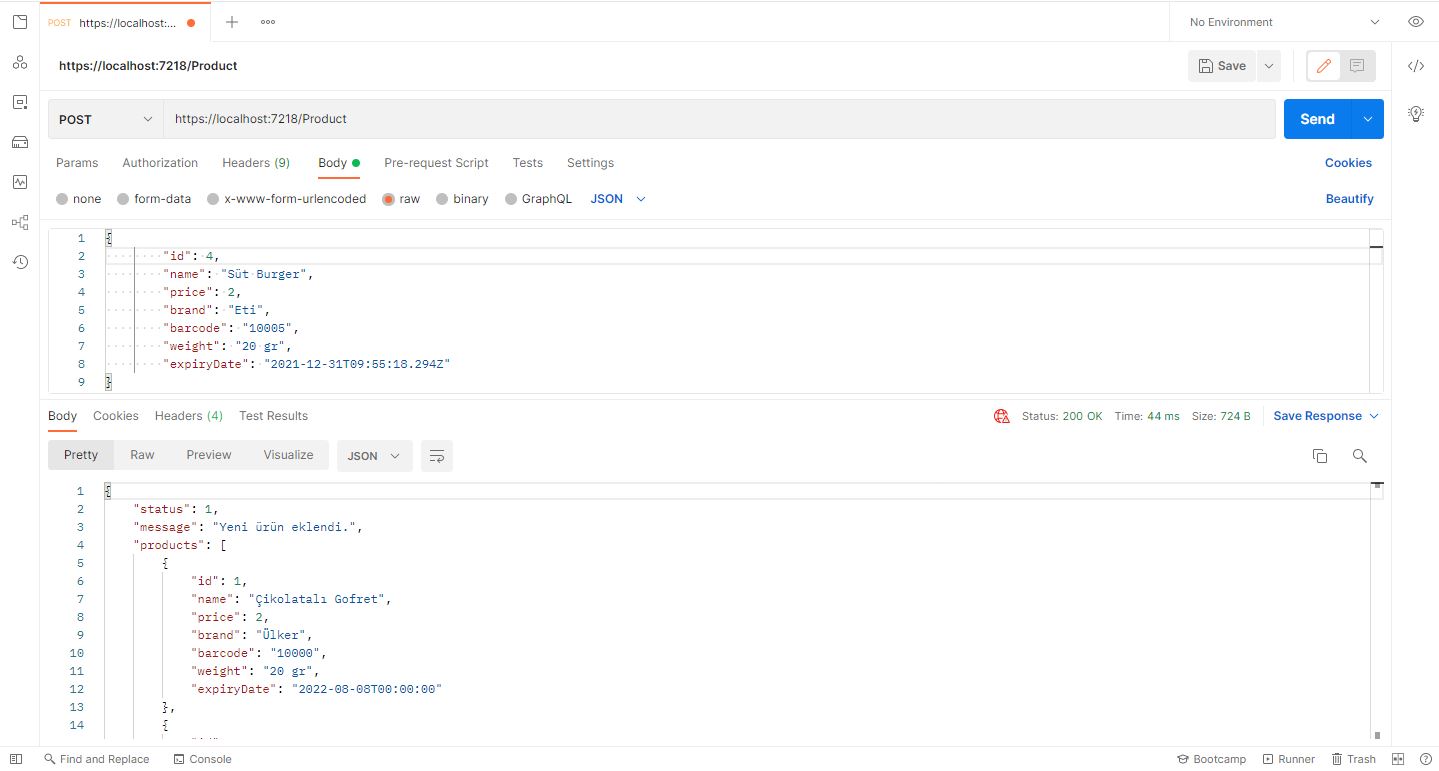 POST https://localhost:... No Environment
https://localhost:7218/Product Save
POST https://localhost:7218/Product Send
Params Authorization Headers (9) Body Pre-request Script Tests Settings Cookies
none form-data x-www-form-urlencoded raw binary GraphQL JSON Beautify
1 {
2 "id": 4,
3 "name": "Süt Burger",
4 "price": 2,
5 "brand": "Eti",
6 "barcode": "10005",
7 "weight": "20 gr",
8 "expiryDate": "2021-12-31T09:55:18.294Z"
9 }
Body Cookies Headers (4) Test Results Status: 200 OK Time: 44 ms Size: 724 B Save Response
Pretty Raw Preview Visualize JSON
1 {
2 "status": 1,
3 "message": "Yeni ürün eklendi.",
4 "products": [
5 {
6 "id": 1,
7 "name": "Çikolatalı Gofret",
8 "price": 2,
9 "brand": "Ülker",
10 "barcode": "10000",
11 "weight": "20 gr",
12 "expiryDate": "2022-08-08T00:00:00"
13 },
14 {
Find and Replace Console Bootcamp Runner Trash